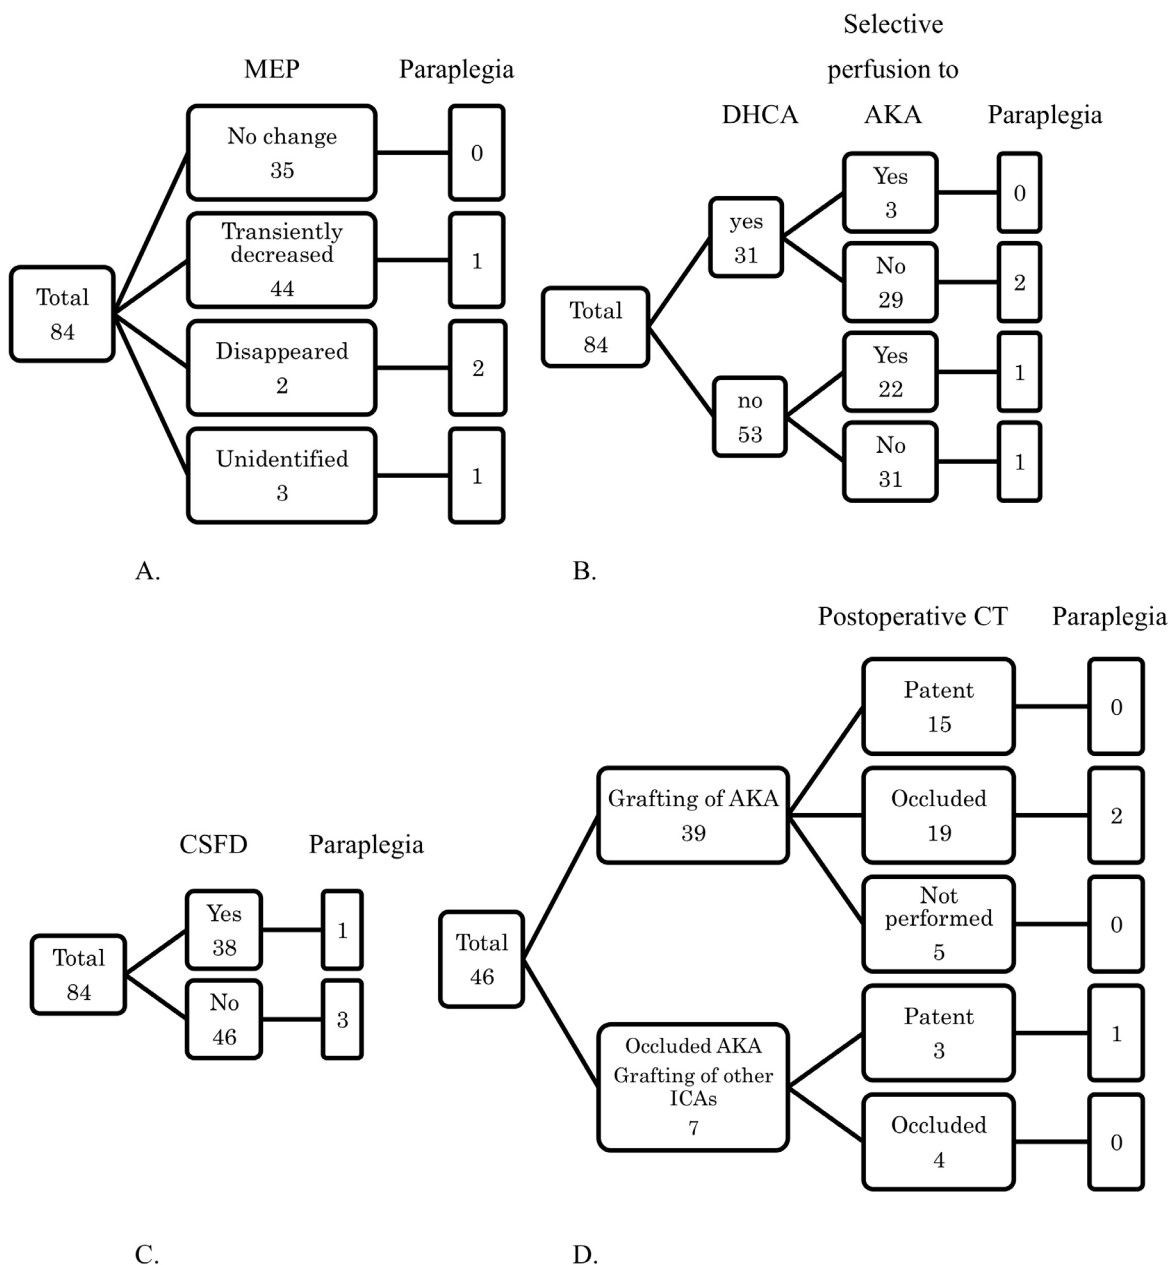 MEP
Paraplegia
Total
84
No change
35
0
Transiently
decreased
44
1
Disappeared
2
2
Unidentified
3
1
A.
Selective
perfusion to
DHCA
AKA
Paraplegia
Total
84
yes
31
Yes
3
0
No
29
2
no
53
Yes
22
1
No
31
1
B.
CSFD
Paraplegia
Total
84
Yes
38
1
No
46
3
C.
Postoperative CT
Paraplegia
Total
46
Grafting of AKA
39
Patent
15
0
Occluded
19
2
Not
performed
5
0
Occluded AKA
Grafting of other
ICAs
7
Patent
3
1
Occluded
4
0
D.